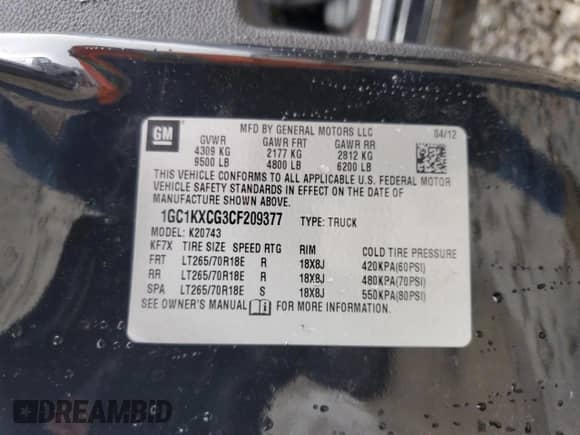 MFD BY GENERAL MOTORS LLC 04/12
GM
GVWR GAWR FRT GAWR RR
4309 KG 2177 KG 2812 KG
9500 LB 4800 LB 6200 LB
THIS VEHICLE CONFORMS TO ALL APPLICABLE U.S. FEDERAL MOTOR
VEHICLE SAFETY STANDARDS IN EFFECT ON THE DATE OF
MANUFACTURE SHOWN ABOVE.
1GC1KXCG3CF209377 TYPE: TRUCK
MODEL: K20743
KF7X TIRE SIZE SPEED RTG RIM COLD TIRE PRESSURE
FRT LT265/70R18E R 18X8J 420KPA(60PSI)
RR LT265/70R18E R 18X8J 480KPA(70PSI)
SPA LT265/70R18E S 18X8J 550KPA(80PSI)
SEE OWNER'S MANUAL FOR MORE INFORMATION.
DREAMBID